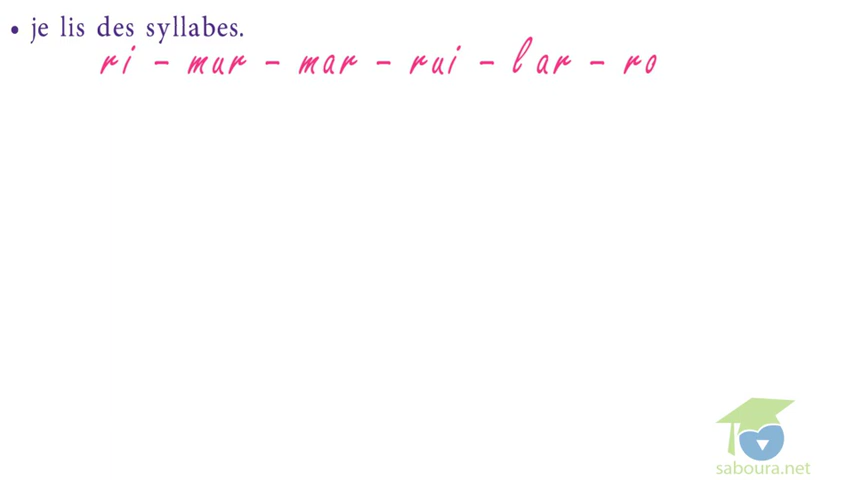 • je lis des syllabes.
ri - mur - mar - rui - lar - ro
saboura.net